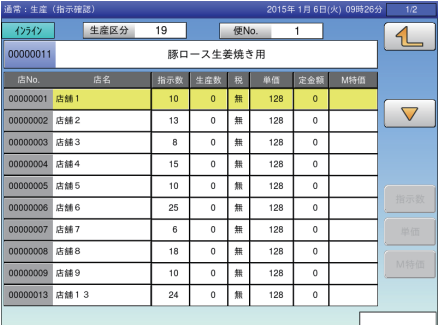 通常：生産（指示確認） 2015年 1月 6日(火) 09時26分 1/2
インライン 生産区分 19 便No. 1
00000011 豚ロース生姜焼き用
店No. 店名 指示数 生産数 税 単価 定金額 M特価
00000001 店舗１ 10 0 無 128 0
00000002 店舗２ 13 0 無 128 0
00000003 店舗３ 8 0 無 128 0
00000004 店舗４ 15 0 無 128 0
00000005 店舗５ 10 0 無 128 0
00000006 店舗６ 25 0 無 128 0
00000007 店舗７ 6 0 無 128 0
00000008 店舗８ 18 0 無 128 0
00000009 店舗９ 10 0 無 128 0
00000013 店舗１３ 24 0 無 128 0
指示数
単価
M特価